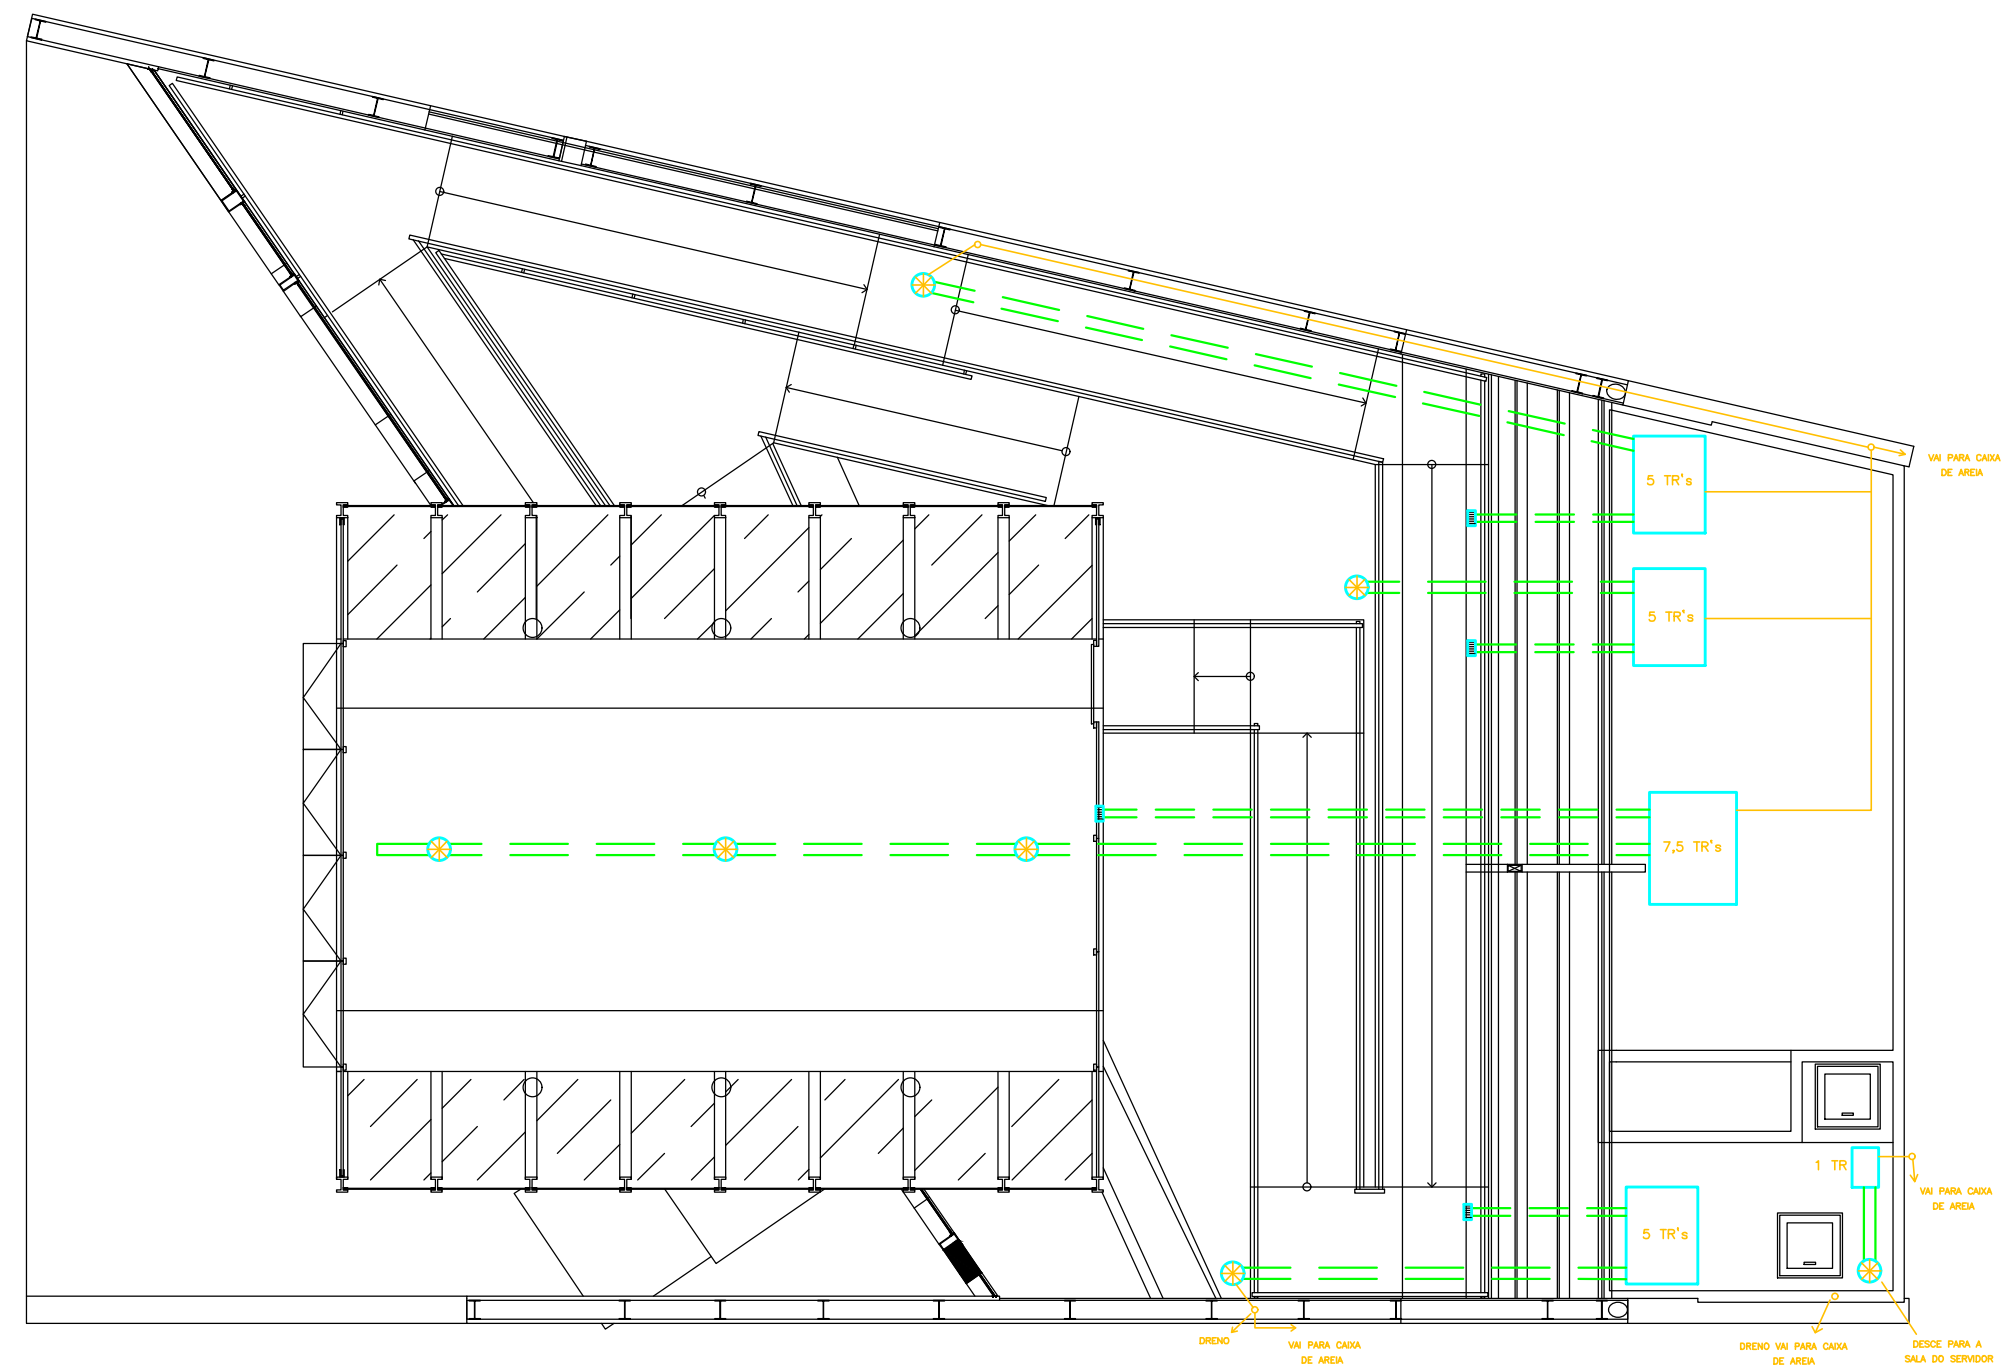 VAI PARA CAIXA
DE AREIA
5 TR's
5 TR's
7,5 TR's
1 TR
VAI PARA CAIXA
DE AREIA
5 TR's
DRENO
VAI PARA CAIXA
DE AREIA
DRENO VAI PARA CAIXA
DE AREIA
DESCE PARA A
SALA DO SERVIDOR